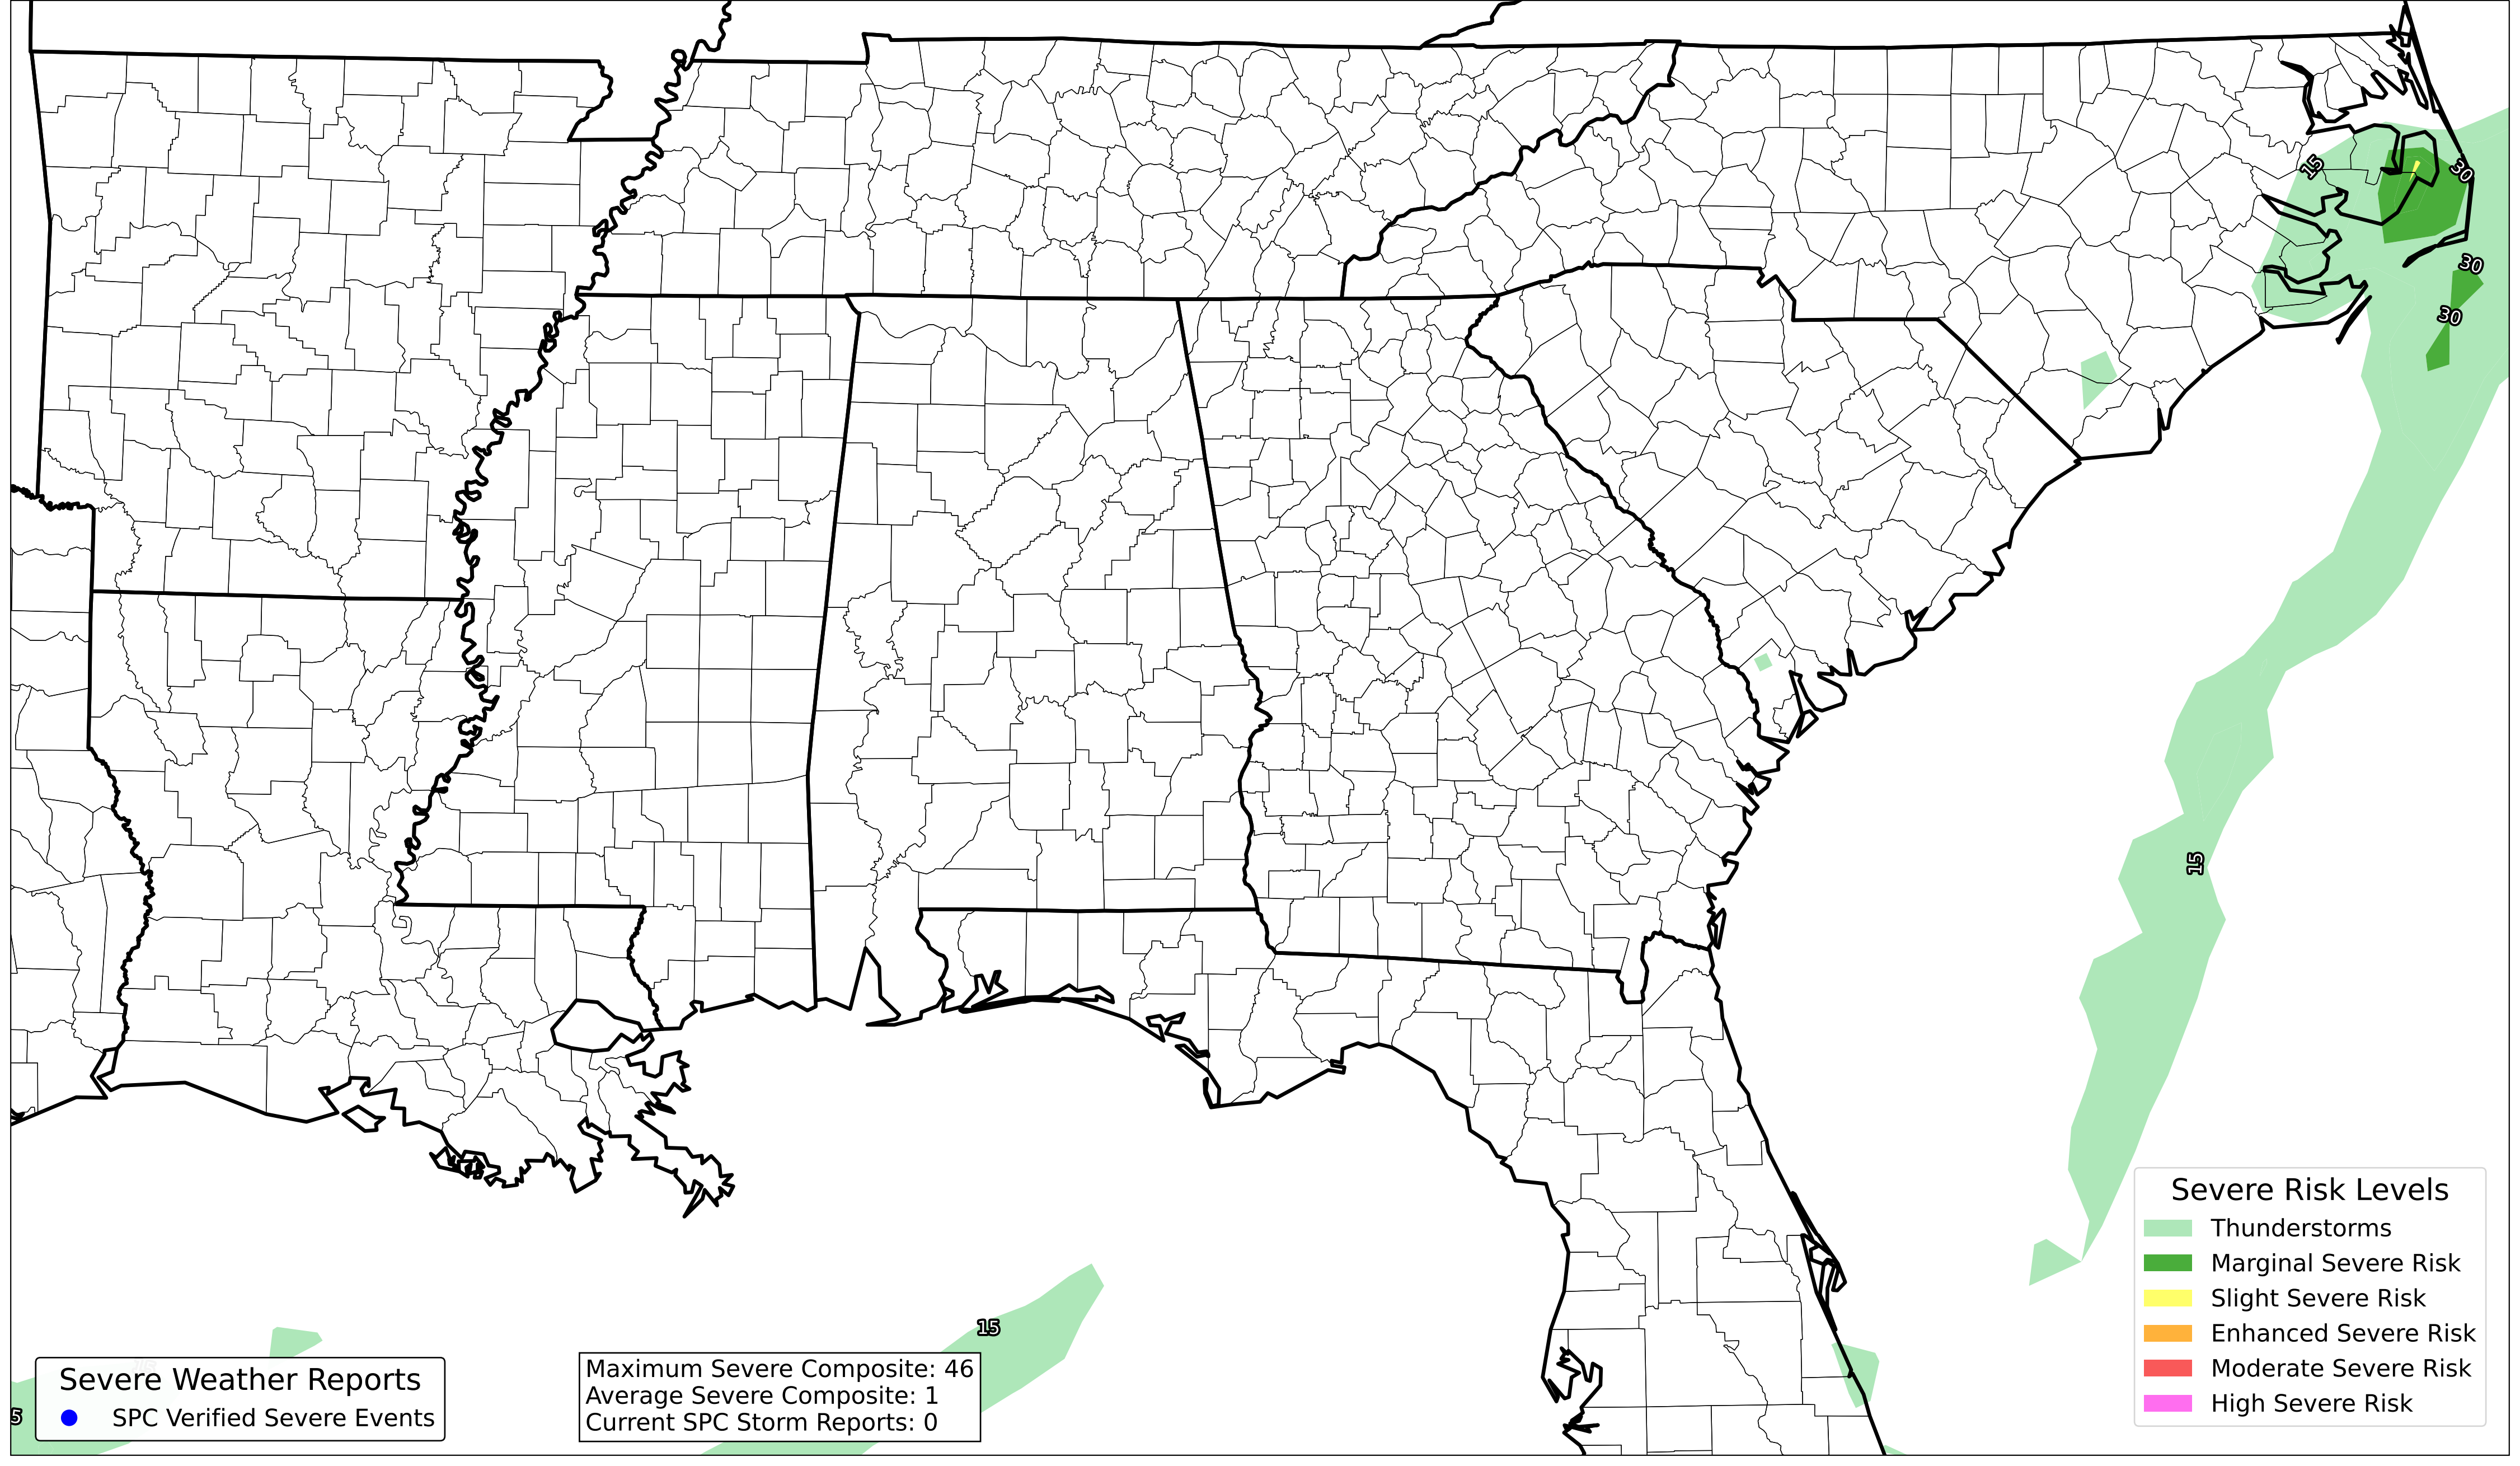 15
30
30
30
15
15
5
Severe Weather Reports
SPC Verified Severe Events
Maximum Severe Composite: 46
Average Severe Composite: 1
Current SPC Storm Reports: 0
Severe Risk Levels
Thunderstorms
Marginal Severe Risk
Slight Severe Risk
Enhanced Severe Risk
Moderate Severe Risk
High Severe Risk